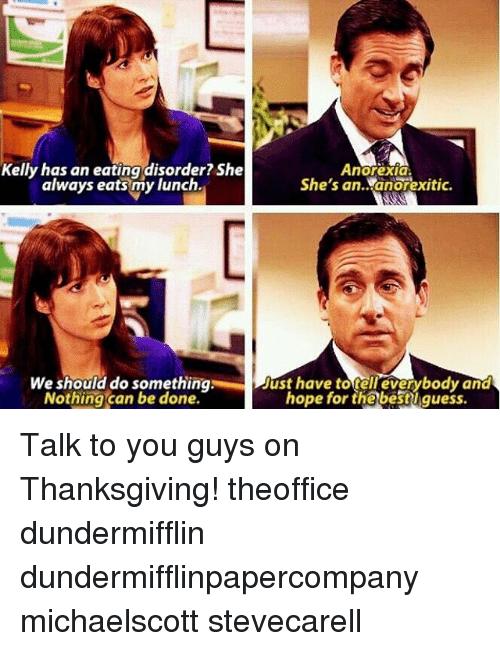 Kelly has an eating disorder? She
always eats my lunch.
Anorexia.
She's an...anorexitic.
We should do something.
Nothing can be done.
Just have to tell everybody and
hope for the best I guess.
Talk to you guys on
Thanksgiving! theoffice
dundermifflin
dundermifflinpapercompany
michaelscott stevecarell